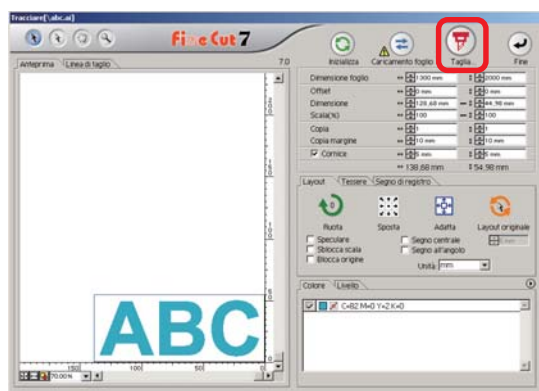 Tracciare[\abc.ai]
FineCut 7
7.0
Inizializza Caricamento foglio Taglia... Fine
Anteprima Linea di taglio
Dimensione foglio 1300 mm 2000 mm
Offset 0 mm 0 mm
Dimensione 128,68 mm 44,98 mm
Scala(%) 100 100
Copia 1 1
Copia margine 10 mm 10 mm
Cornice 5 mm 5 mm
138,68 mm 54,98 mm
Layout Tessere Segno di registro
Ruota Sposta Adatta Layout originale
Speculare Segno centrale
Sblocca scala Segno all'angolo
Blocca origine
Unità mm
Colore Livello
C=82 M=0 Y=2 K=0
ABC
150 100 50 0
70.00%